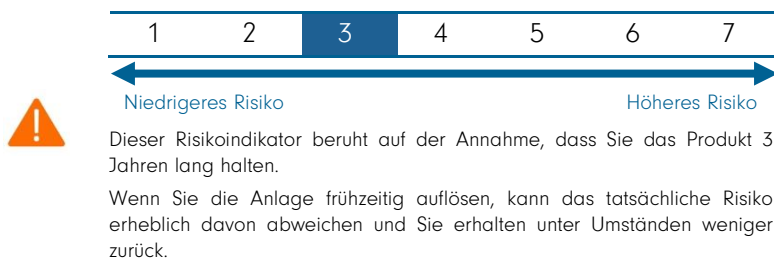 1 2 3 4 5 6 7
Niedrigeres Risiko Höheres Risiko
Dieser Risikoindikator beruht auf der Annahme, dass Sie das Produkt 3
Jahren lang halten.
Wenn Sie die Anlage frühzeitig auflösen, kann das tatsächliche Risiko
erheblich davon abweichen und Sie erhalten unter Umständen weniger
zurück.